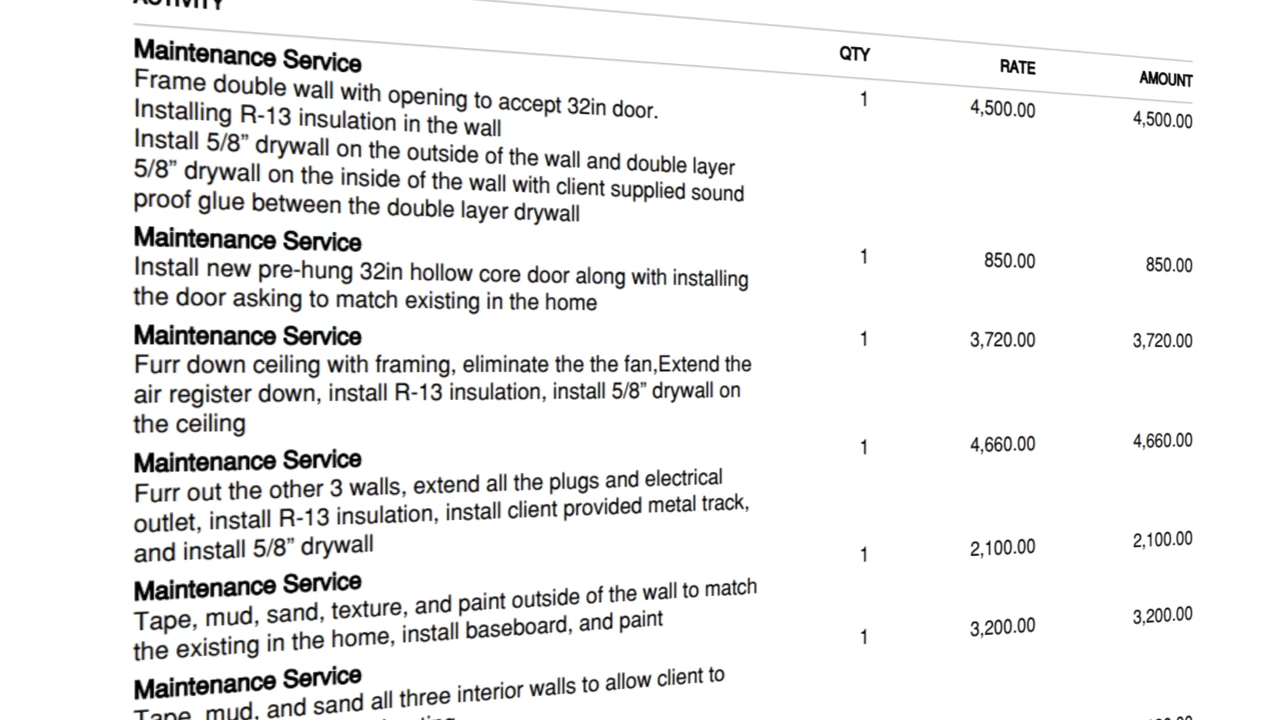 ACTIVITY
QTY RATE AMOUNT
Maintenance Service 1 4,500.00 4,500.00
Frame double wall with opening to accept 32in door.
Installing R-13 insulation in the wall
Install 5/8” drywall on the outside of the wall and double layer
5/8” drywall on the inside of the wall with client supplied sound
proof glue between the double layer drywall
Maintenance Service 1 850.00 850.00
Install new pre-hung 32in hollow core door along with installing
the door asking to match existing in the home
Maintenance Service 1 3,720.00 3,720.00
Furr down ceiling with framing, eliminate the the fan,Extend the
air register down, install R-13 insulation, install 5/8” drywall on
the ceiling
Maintenance Service 1 4,660.00 4,660.00
Furr out the other 3 walls, extend all the plugs and electrical
outlet, install R-13 insulation, install client provided metal track,
and install 5/8” drywall
Maintenance Service 1 2,100.00 2,100.00
Tape, mud, sand, texture, and paint outside of the wall to match
the existing in the home, install baseboard, and paint
Maintenance Service 1 3,200.00 3,200.00
Tape, mud, and sand all three interior walls to allow client to